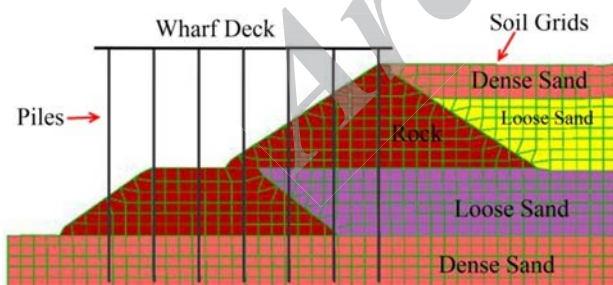 Wharf Deck
Soil Grids
Dense Sand
Piles
Loose Sand
Rock
Loose Sand
Dense Sand